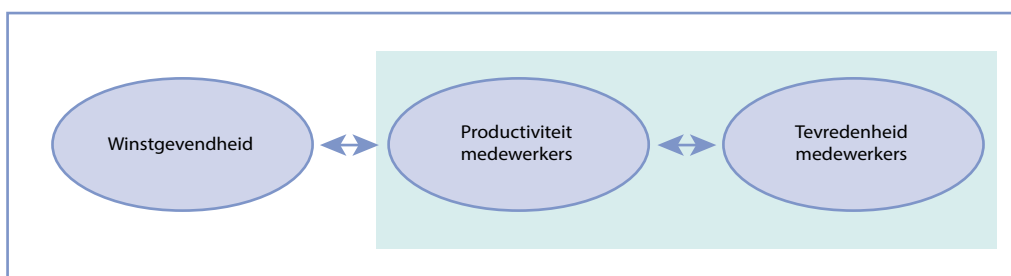 Winstgevendheid
Productiviteit
medewerkers
Tevredenheid
medewerkers